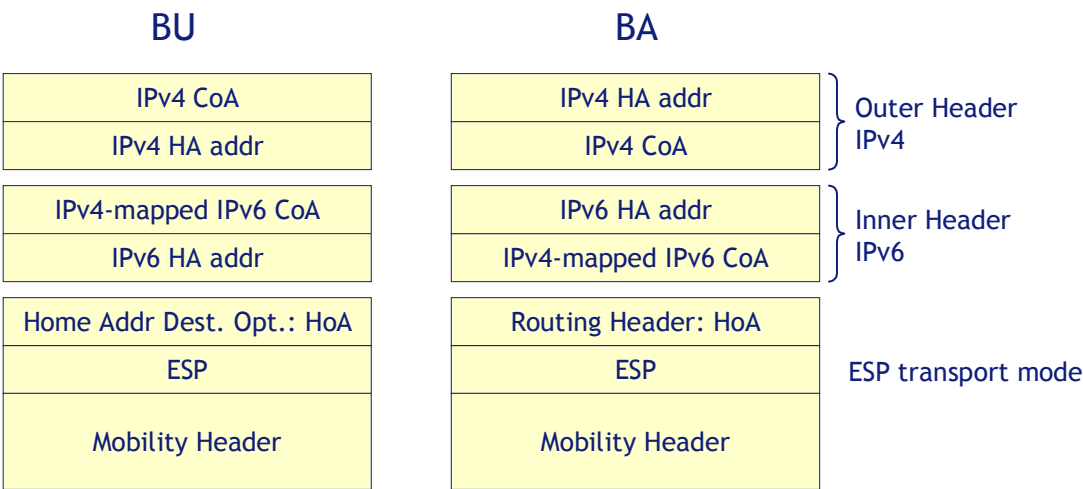 BU
BA
IPv4 CoA
IPv4 HA addr
IPv4-mapped IPv6 CoA
IPv6 HA addr
Home Addr Dest. Opt.: HoA
ESP
Mobility Header
IPv4 HA addr
IPv4 CoA
IPv6 HA addr
IPv4-mapped IPv6 CoA
Routing Header: HoA
ESP
Mobility Header
Outer Header
IPv4
Inner Header
IPv6
ESP transport mode